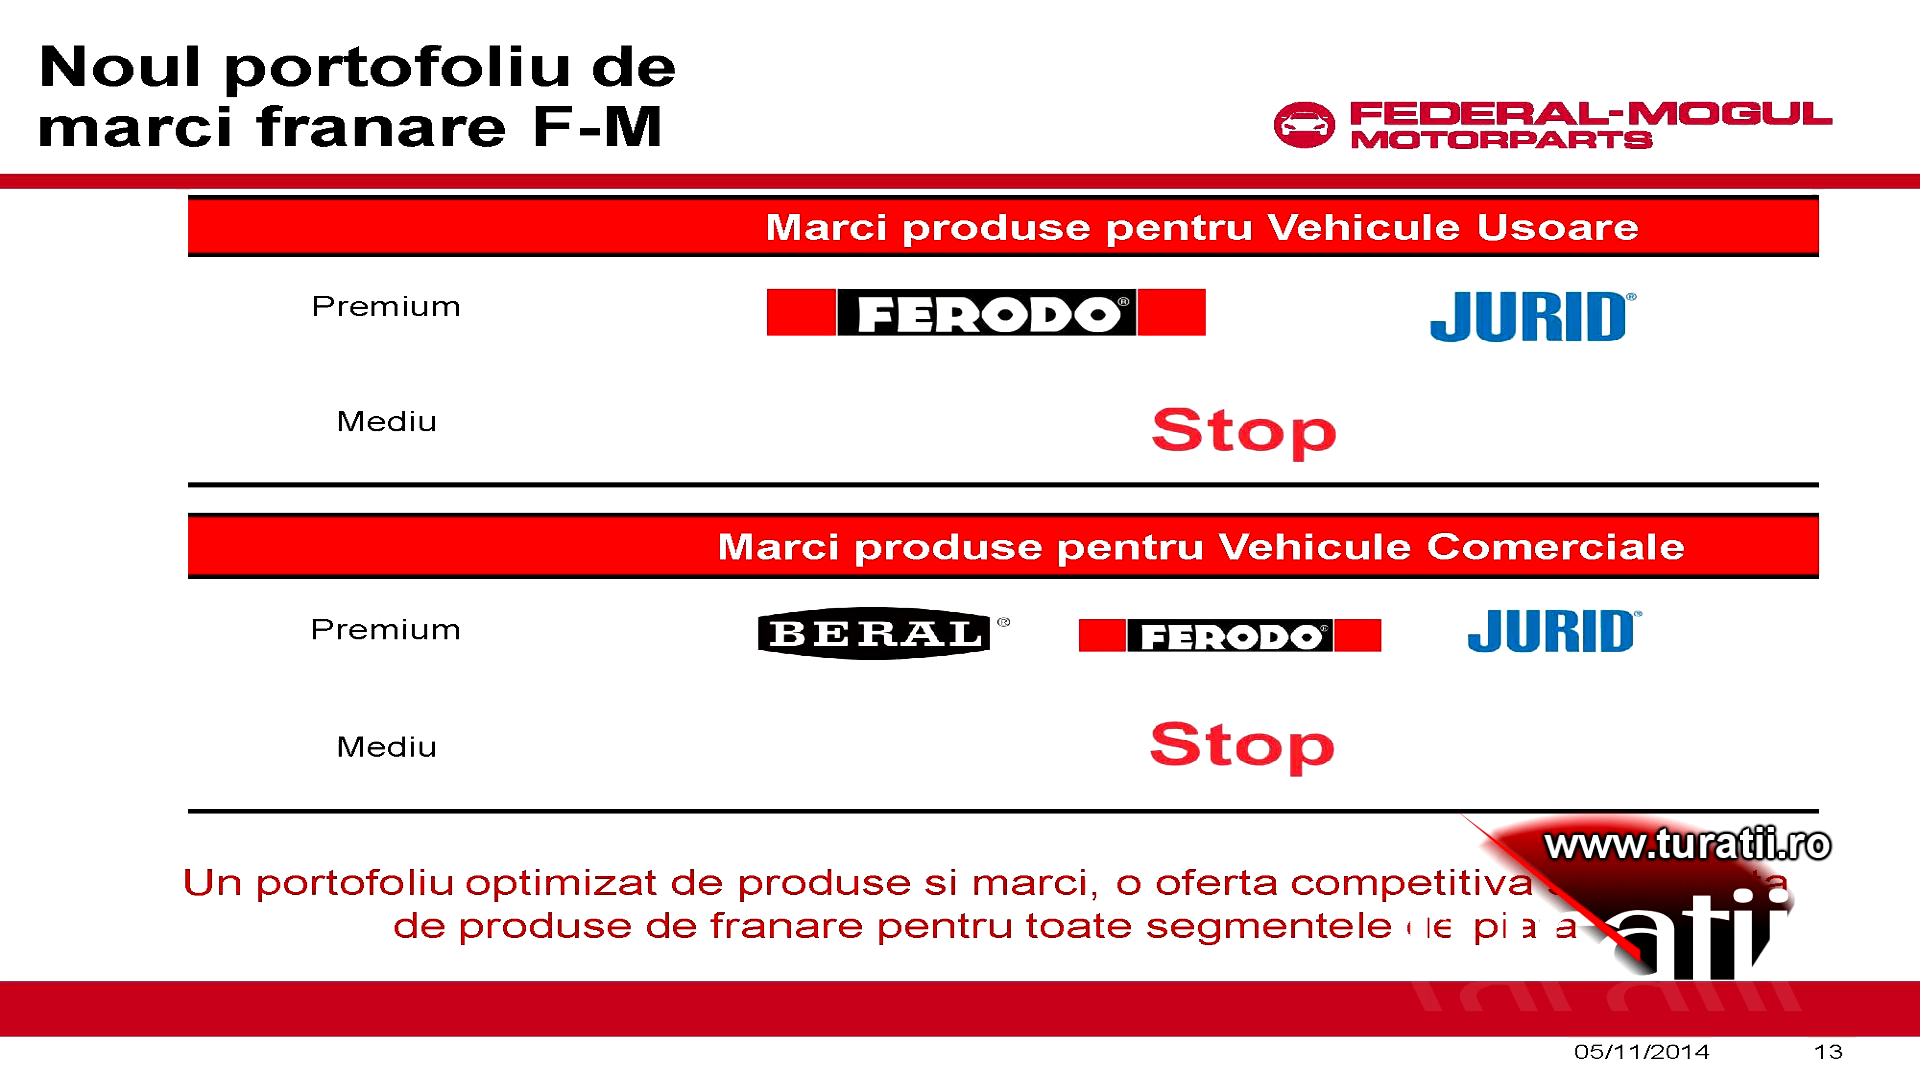 Noul portofoliu de
marci franare F-M
FEDERAL-MOGUL
MOTORPARTS
Marci produse pentru Vehicule Usoare
Premium
FERODO®
JURID®
Mediu
Stop
Marci produse pentru Vehicule Comerciale
Premium
BERAL®
FERODO®
JURID®
Mediu
Stop
www.turatii.ro
Un portofoliu optimizat de produse si marci, o oferta competitiva
de produse de franare pentru toate segmentele de piata
05/11/2014
13